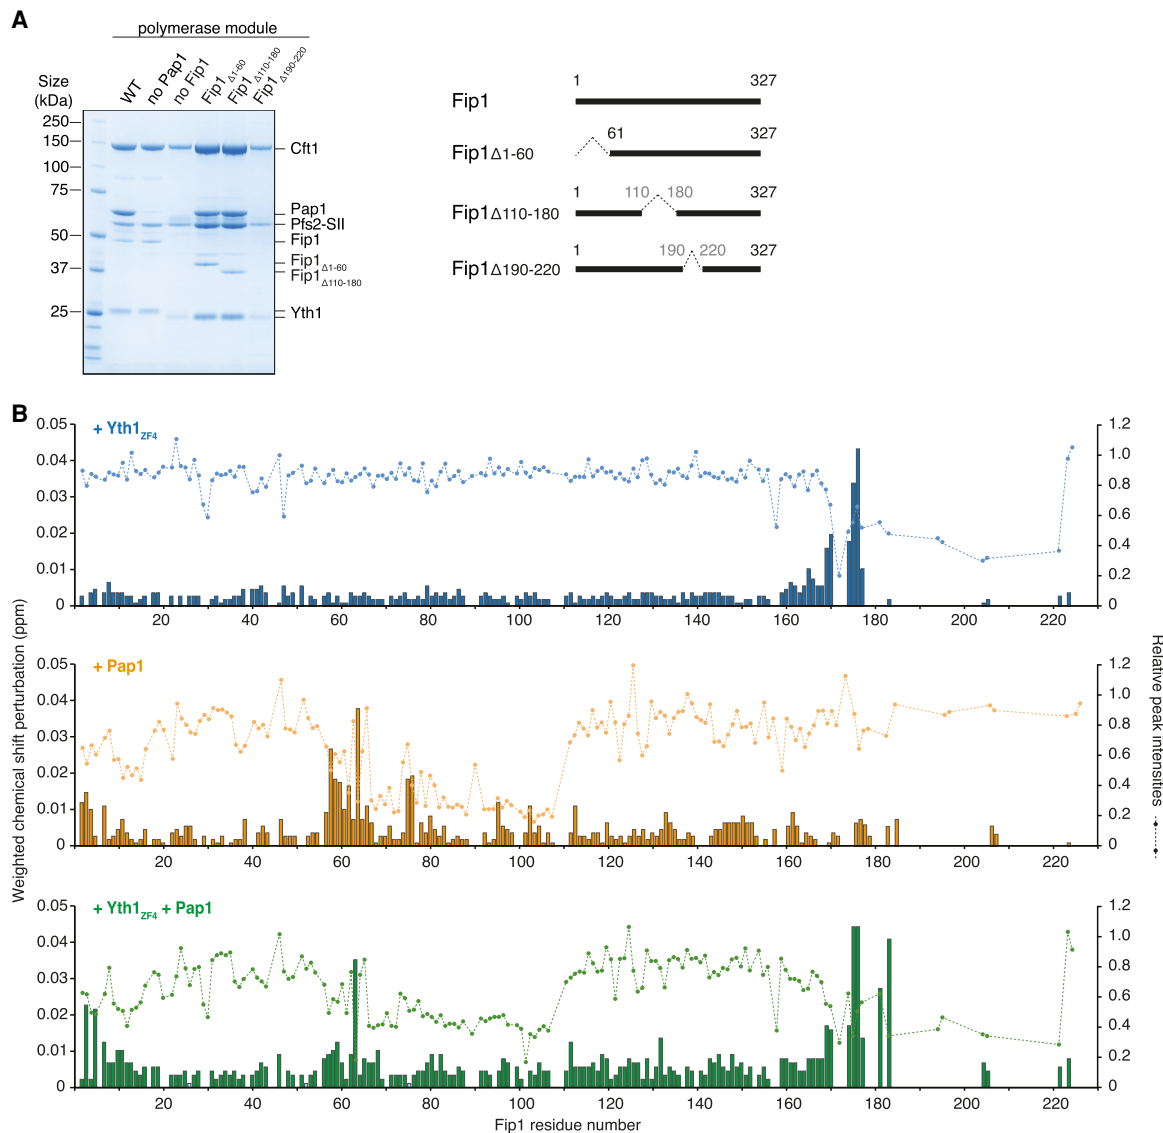 A
polymerase module
Size
(kDa)
WT
no Pap1
no Fip1
Fip1Δ1-60
Fip1Δ110-180
Fip1Δ190-220
250
150
100
75
50
37
25
Cft1
Pap1
Pfs2-SII
Fip1
Fip1Δ1-60
Fip1Δ110-180
Yth1
1 327
Fip1
61 327
Fip1Δ1-60
1 110 180 327
Fip1Δ110-180
1 190 220 327
Fip1Δ190-220
B
Weighted chemical shift perturbation (ppm)
Relative peak intensities
+ Yth1ZF4
0.05
0.04
0.03
0.02
0.01
0
1.2
1.0
0.8
0.6
0.4
0.2
0
20 40 60 80 100 120 140 160 180 200 220
+ Pap1
0.05
0.04
0.03
0.02
0.01
0
1.2
1.0
0.8
0.6
0.4
0.2
0
20 40 60 80 100 120 140 160 180 200 220
+ Yth1ZF4 + Pap1
0.05
0.04
0.03
0.02
0.01
0
1.2
1.0
0.8
0.6
0.4
0.2
0
20 40 60 80 100 120 140 160 180 200 220
Fip1 residue number